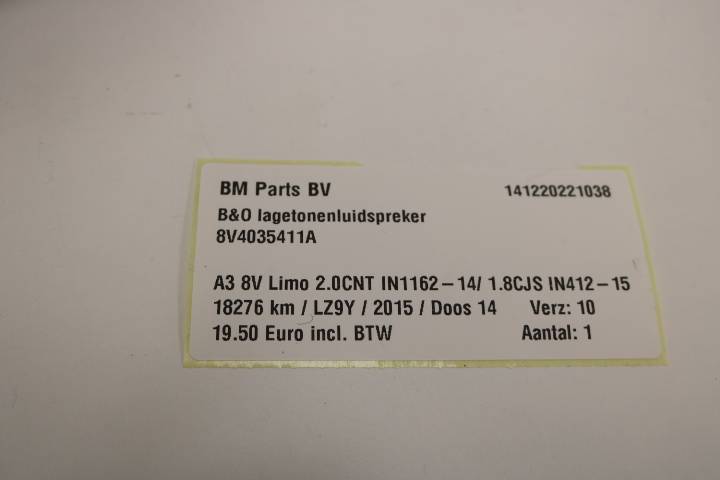 BM Parts BV 141220221038
B&O lagetonenluidspreker
8V4035411A
A3 8V Limo 2.0CNT IN1162-14/ 1.8CJS IN412-15
18276 km / LZ9Y / 2015 / Doos 14 Verz: 10
19.50 Euro incl. BTW Aantal: 1